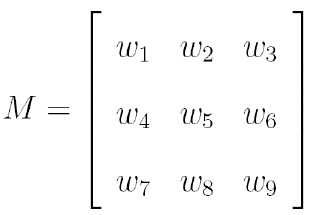 w₁ w₂ w₃
M = w₄ w₅ w₆
w₇ w₈ w₉